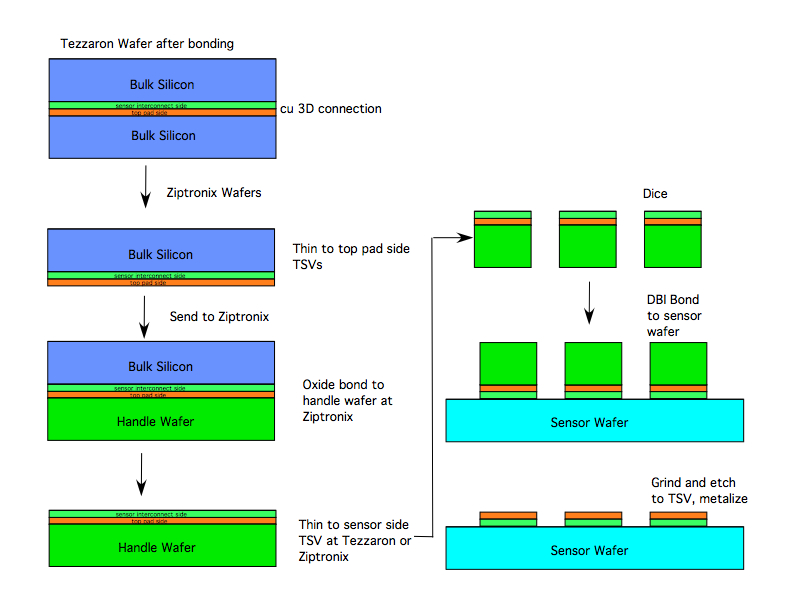 Tezzaron Wafer after bonding
Bulk Silicon
sensor interconnect side
top pad side
cu 3D connection
Bulk Silicon
Ziptronix Wafers
Bulk Silicon
sensor interconnect side
top pad side
Thin to top pad side
TSVs
Send to Ziptronix
Bulk Silicon
sensor interconnect side
top pad side
Handle Wafer
Oxide bond to
handle wafer at
Ziptronix
sensor interconnect side
top pad side
Handle Wafer
Thin to sensor side
TSV at Tezzaron or
Ziptronix
Dice
DBI Bond
to sensor
wafer
Sensor Wafer
Grind and etch
to TSV, metalize
Sensor Wafer